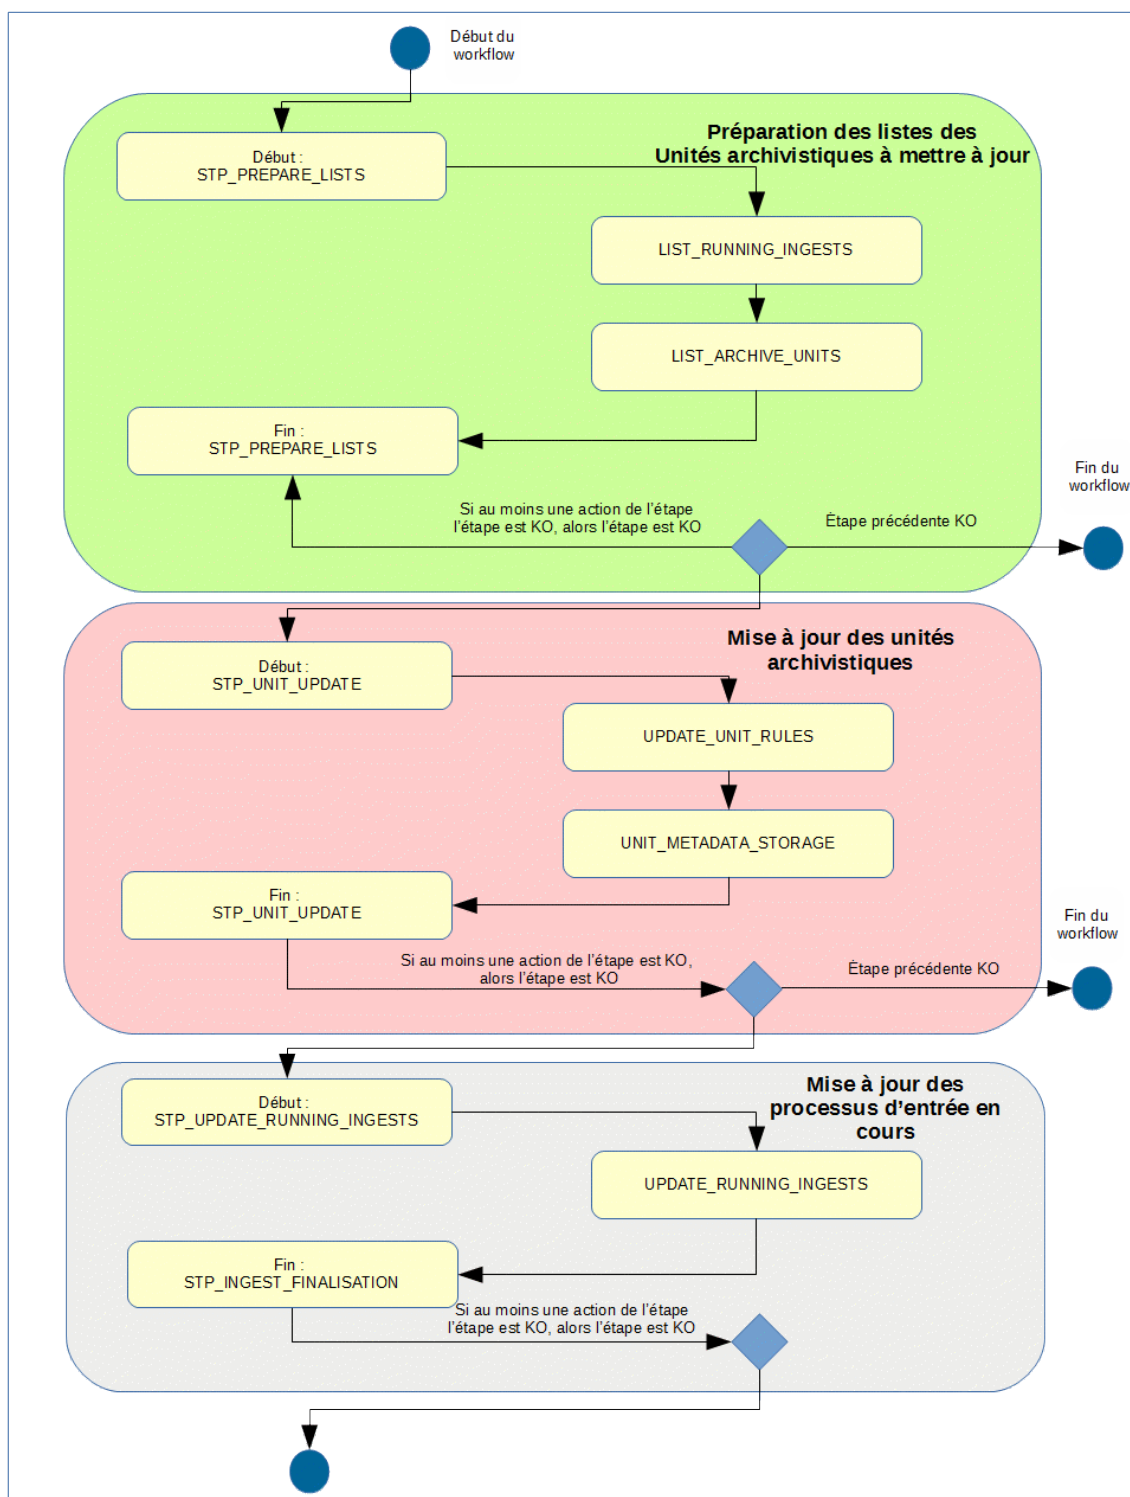 Début du
workflow
Préparation des listes des
Unités archivistiques à mettre à jour
Début :
STP_PREPARE_LISTS
LIST_RUNNING_INGESTS
LIST_ARCHIVE_UNITS
Fin :
STP_PREPARE_LISTS
Fin du
workflow
Si au moins une action de l'étape
l'étape est KO, alors l'étape est KO
Étape précédente KO
Mise à jour des unités
archivistiques
Début :
STP_UNIT_UPDATE
UPDATE_UNIT_RULES
UNIT_METADATA_STORAGE
Fin :
STP_UNIT_UPDATE
Fin du
workflow
Si au moins une action de l'étape est KO,
alors l'étape est KO
Étape précédente KO
Mise à jour des
processus d'entrée en
cours
Début :
STP_UPDATE_RUNNING_INGESTS
UPDATE_RUNNING_INGESTS
Fin :
STP_INGEST_FINALISATION
Si au moins une action de l'étape
l'étape est KO, alors l'étape est KO